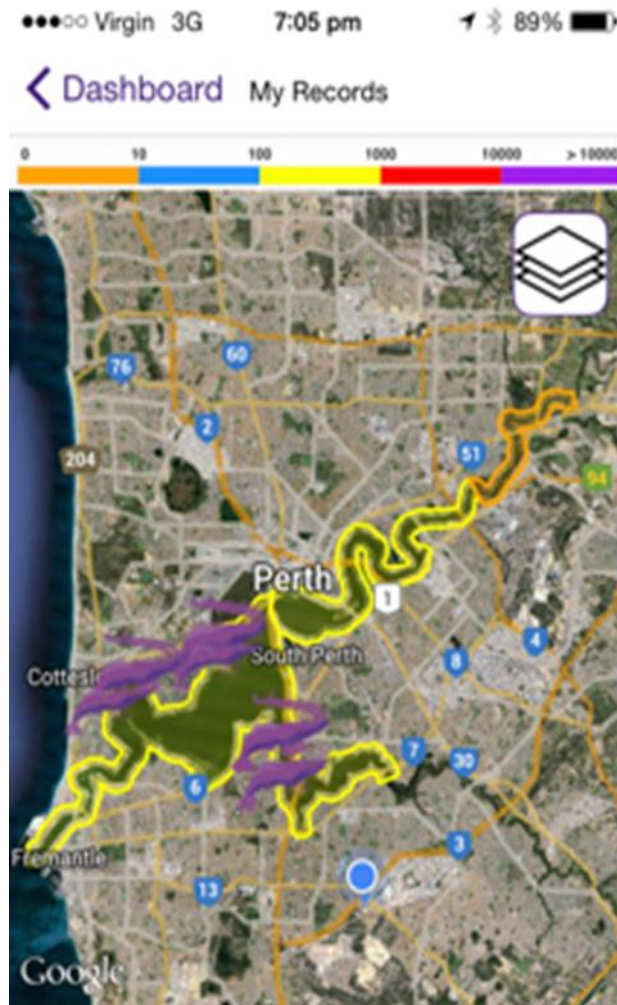 Virgin 3G 7:05 pm 89%
Dashboard My Records
0 10 100 1000 10000 > 10000
60
76
2
51
204
94
Perth
1
4
South Perth
8
Cottesl
7
30
6
3
Fremantle
13
Google